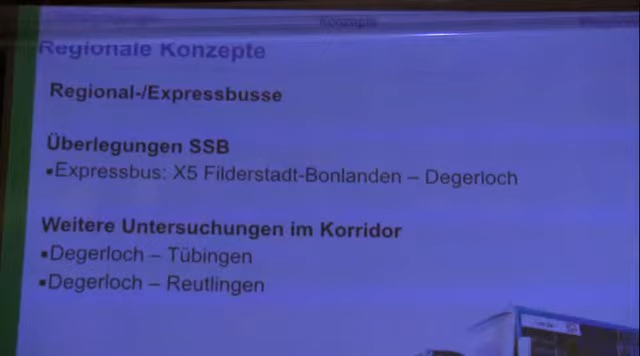 Regionale Konzepte
Regional-/Expressbusse
Überlegungen SSB
▪Expressbus: X5 Filderstadt-Bonlanden – Degerloch
Weitere Untersuchungen im Korridor
▪Degerloch – Tübingen
▪Degerloch – Reutlingen